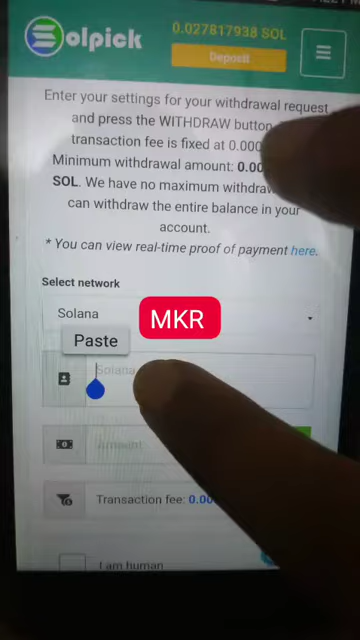 Solpick
0.027817938 SOL
Deposit
Enter your settings for your withdrawal request
and press the WITHDRAW button.
transaction fee is fixed at 0.000
Minimum withdrawal amount: 0.00
SOL. We have no maximum withdraw
can withdraw the entire balance in your
account.
* You can view real-time proof of payment here.
Select network
Solana
MKR
Paste
Solana
Amount
Transaction fee: 0.00
I am human